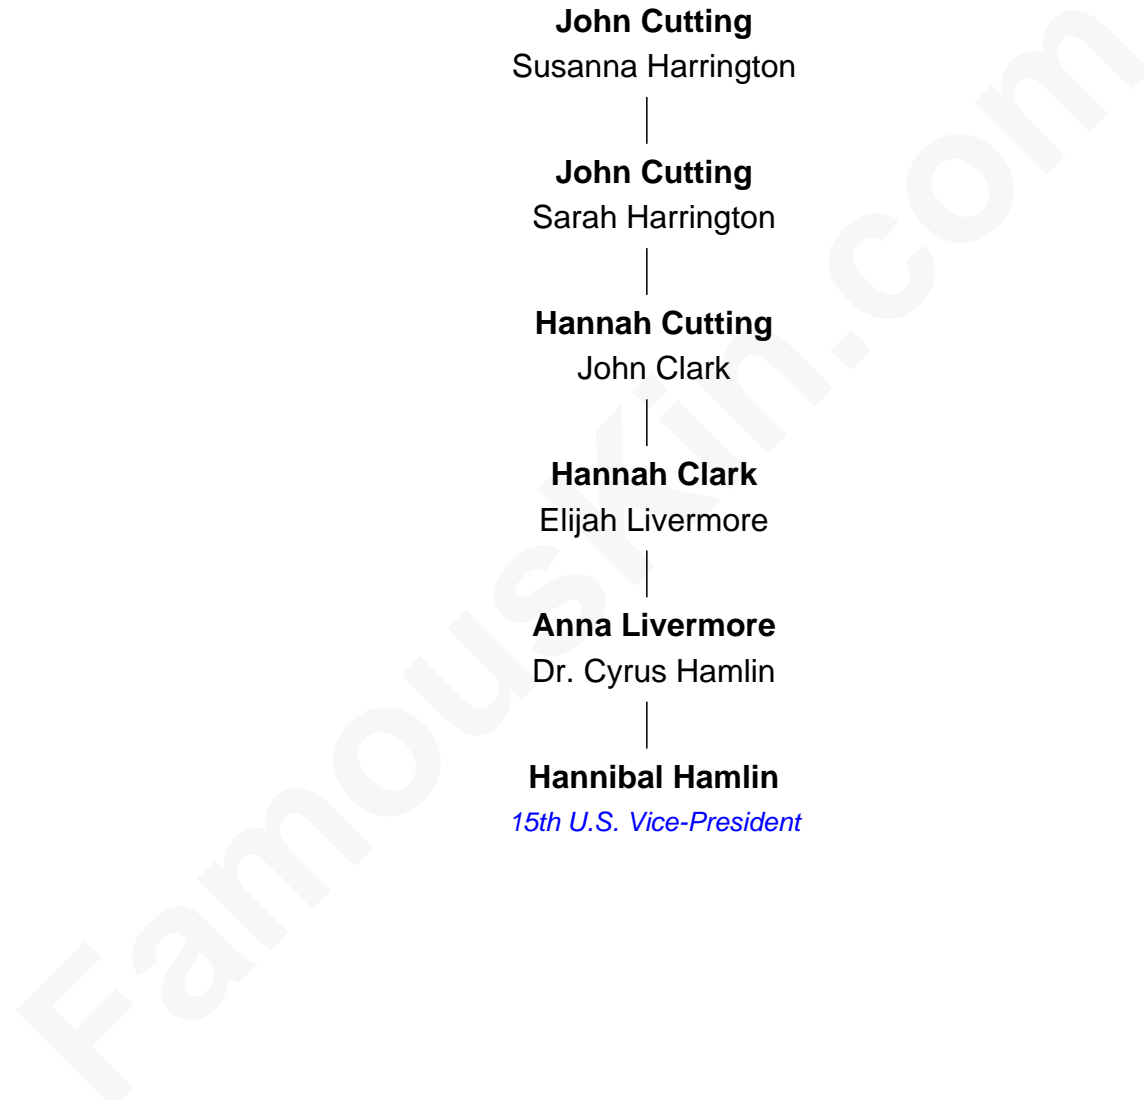 John Cutting
Susanna Harrington
John Cutting
Sarah Harrington
Hannah Cutting
John Clark
Hannah Clark
Elijah Livermore
Anna Livermore
Dr. Cyrus Hamlin
Hannibal Hamlin
15th U.S. Vice-President
FamousKin.com